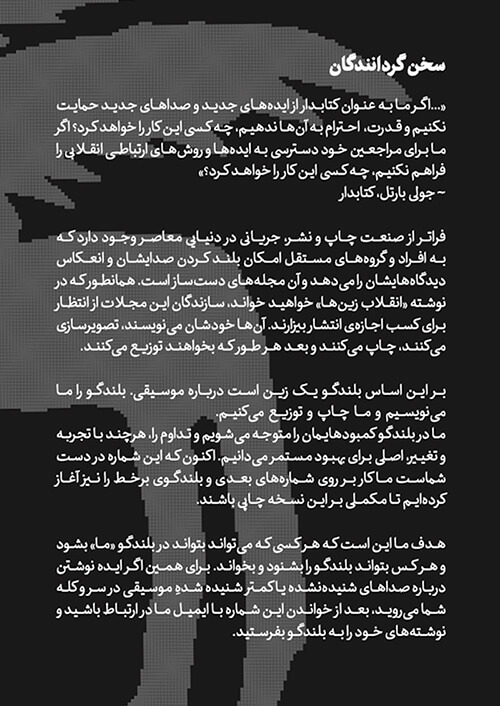 سخن گردانندگان
«...اگر ما به عنوان کتابدار از ایده‌های جدید و صداهای جدید حمایت
نکنیم و قدرت، احترام به آن‌ها ندهیم، چه کسی این کار را خواهد کرد؟ اگر
ما برای مراجعین خود دسترسی به ایده‌ها و روش‌های ارتباطی انقلابی را
فراهم نکنیم، چه کسی این کار را خواهد کرد؟»
~ جولی بارتل، کتابدار
فراتر از صنعت چاپ و نشر، جریانی در دنیایی معاصر وجود دارد که
به افراد و گروه‌های مستقل امکان بلند کردن صدایشان و انعکاس
دیدگاه‌هایشان را می‌دهد و آن مجله‌های دست‌ساز است. همانطور که در
نوشته «انقلاب زین‌ها» خواهید خواند، سازندگان این مجلات از انتظار
برای کسب اجازه‌ی انتشار بیزارند. آن‌ها خودشان می‌نویسند، تصویرسازی
می‌کنند، چاپ می‌کنند و بعد هر طور که بخواهند توزیع می‌کنند.
بر این اساس بلندگو یک زین است درباره موسیقی. بلندگو را ما
می‌نویسیم و ما چاپ و توزیع می‌کنیم.
ما در بلندگو کمبودهایمان را متوجه می‌شویم و تداوم را، هرچند با تجربه
و تغییر، اصلی برای بهبود مستمر می‌دانیم. اکنون که این شماره در دست
شماست ما کار بر روی شماره‌های بعدی و بلندگوی برخط را نیز آغاز
کرده‌ایم تا مکملی بر این نسخه چاپی باشند.
هدف ما این است که هر کسی که می‌تواند بتواند در بلندگو «ما» بشود
و هر کس بتواند بلندگو را بشنود و بخواند. برای همین اگر ایده نوشتن
درباره صداهای شنیده‌نشده یا کمتر شنیده شده‌ِ موسیقی در سر و کله
شما می‌روید، بعد از خواندن این شماره با ایمیل ما در ارتباط باشید و
نوشته‌های خود را به بلندگو بفرستید.